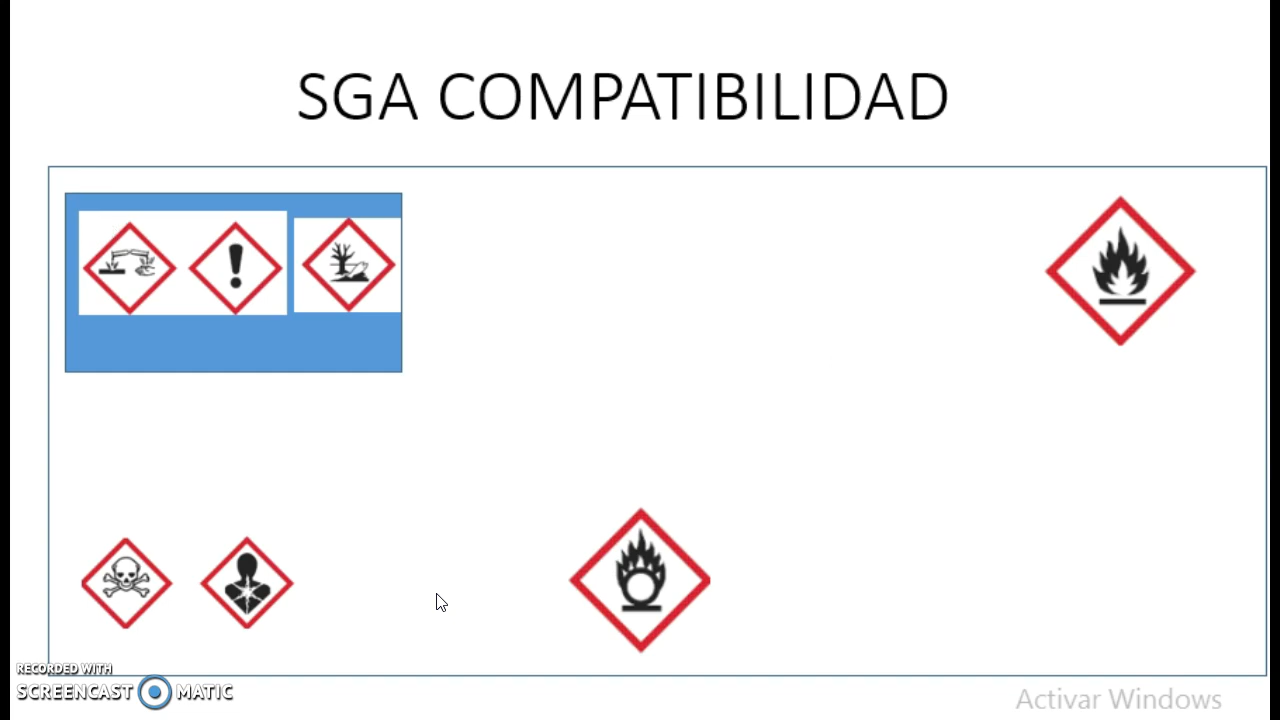 SGA COMPATIBILIDAD
RECORDED WITH
SCREENCAST MATIC
Activar Windows